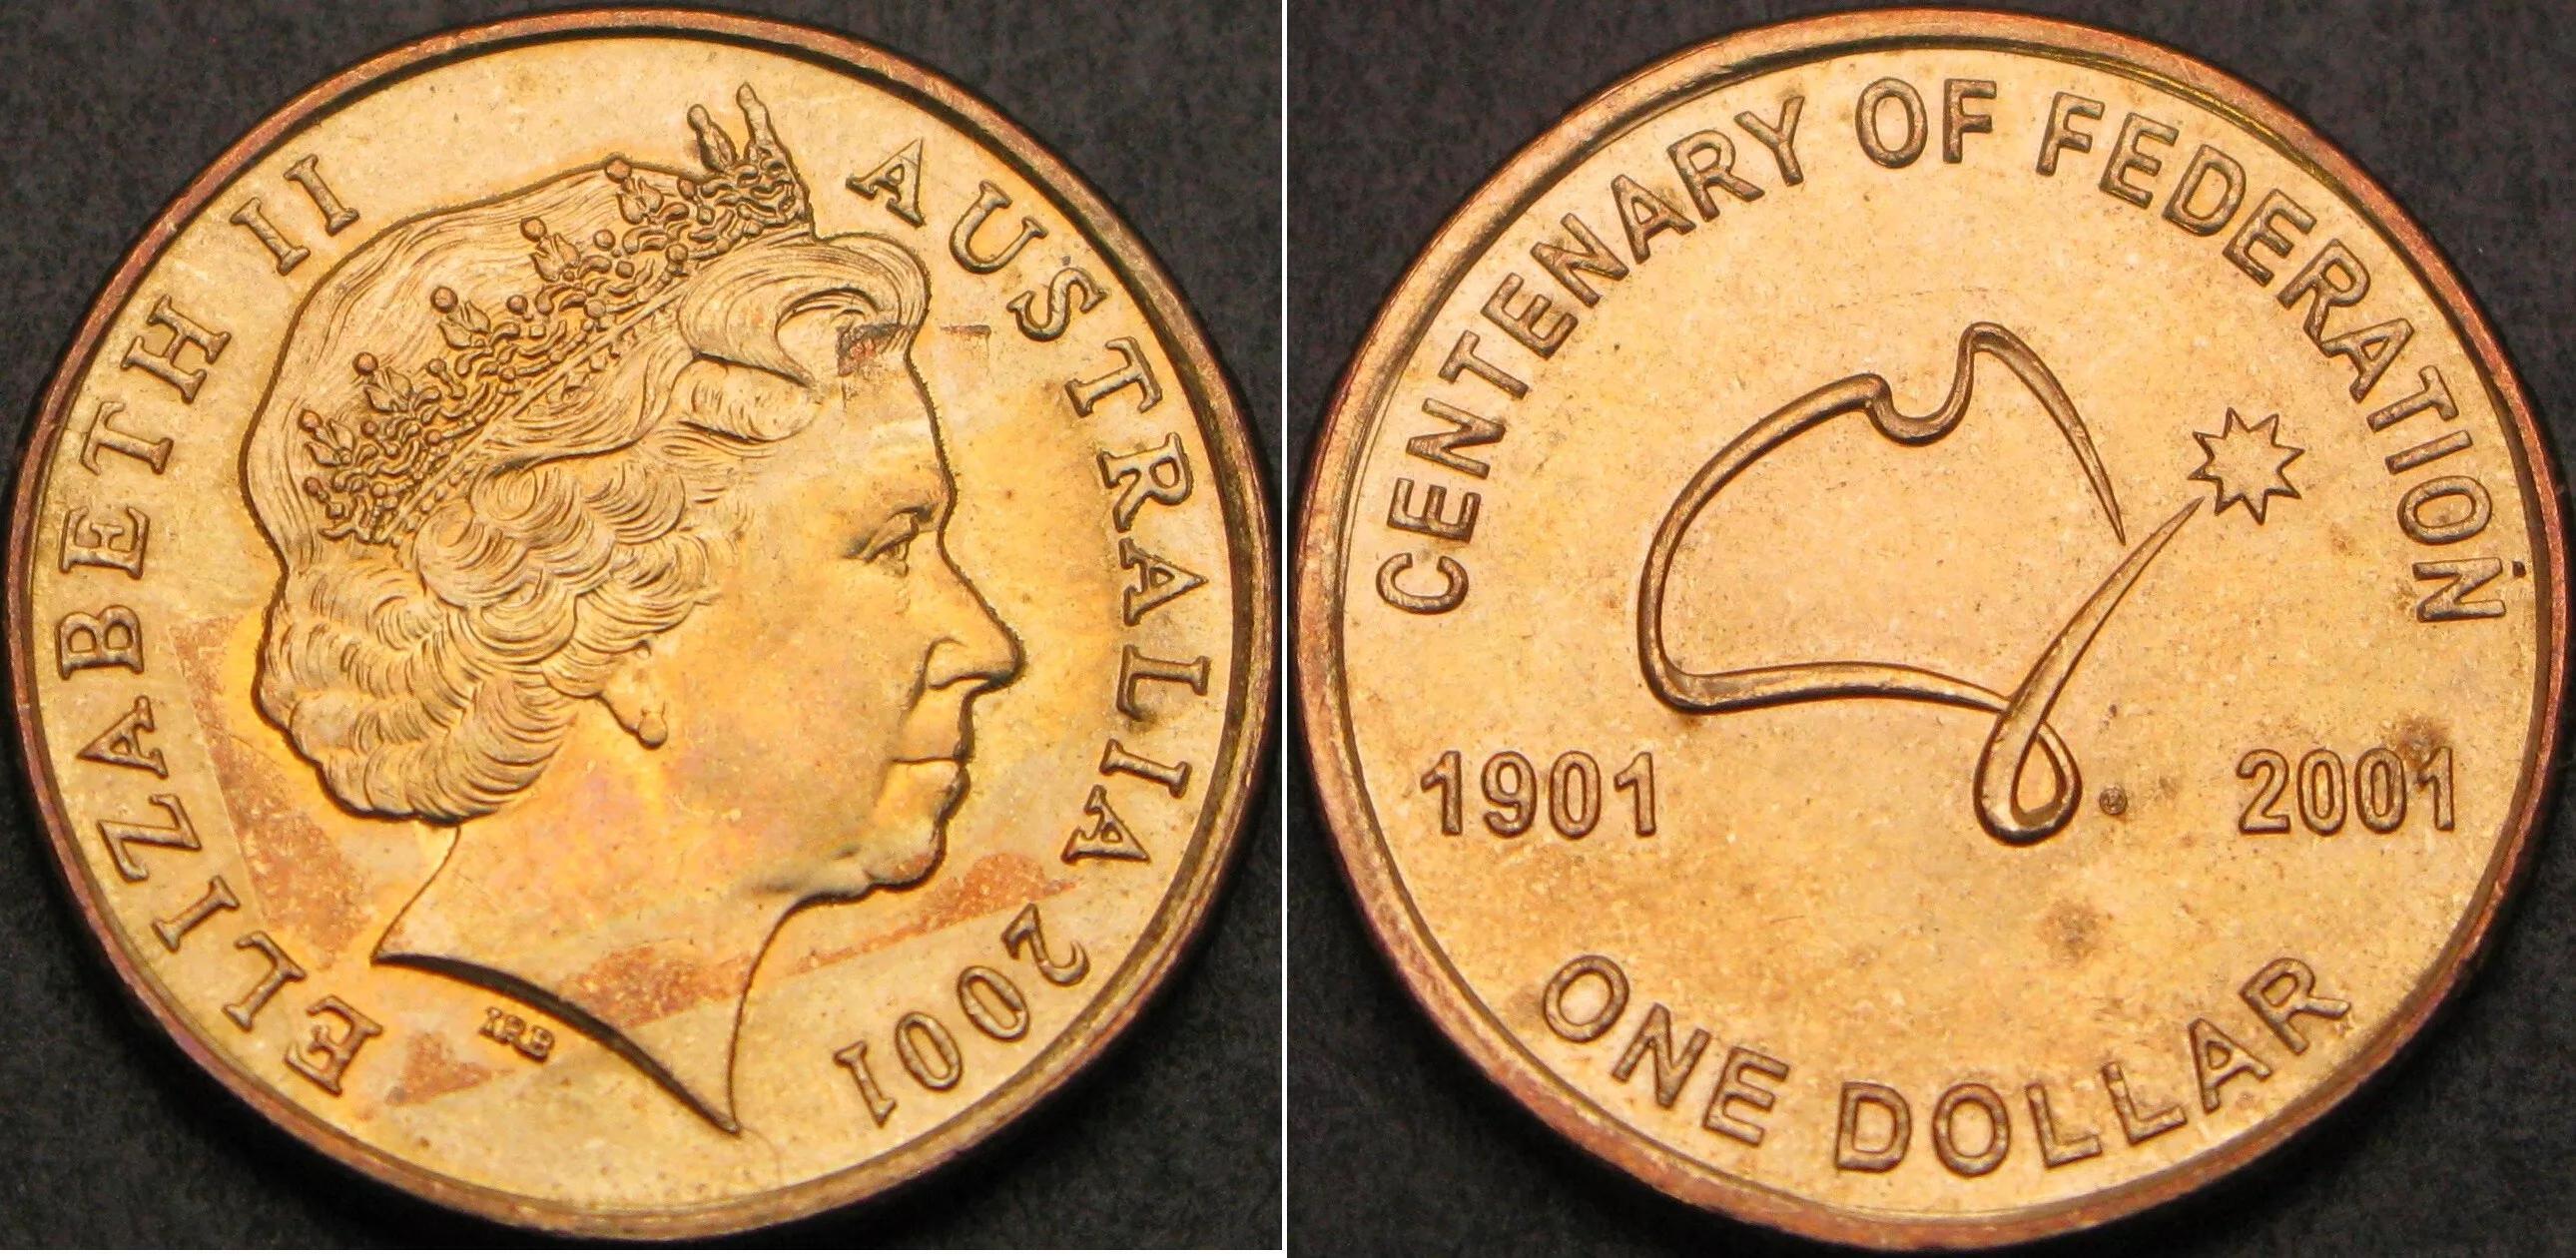 ELIZABETH II
AUSTRALIA
2001
IRB
CENTENARY OF FEDERATION
1901
2001
ONE DOLLAR